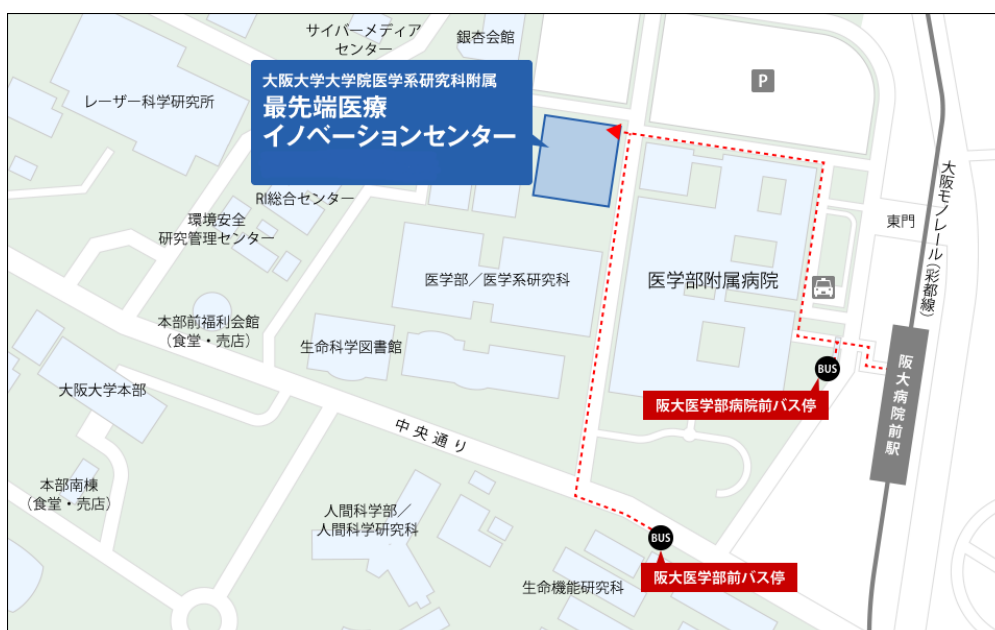 サイバーメディア
センター
銀杏会館
P
大阪大学大学院医学系研究科附属
最先端医療
イノベーションセンター
レーザー科学研究所
大阪モノレール(彩都線)
RI総合センター
環境安全
研究管理センター
東門
医学部／医学系研究科
医学部附属病院
本部前福利会館
（食堂・売店）
生命科学図書館
BUS
阪大病院前駅
大阪大学本部
阪大医学部病院前バス停
中央通り
本部南棟
（食堂・売店）
人間科学部／
人間科学研究科
BUS
生命機能研究科
阪大医学部前バス停